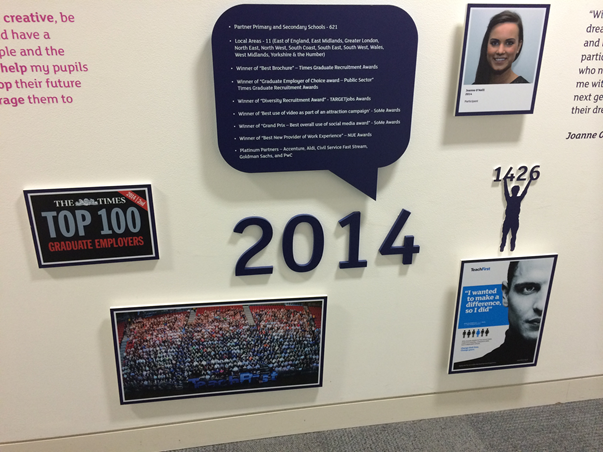 creative, be
d have a
ple and the
help my pupils
op their future
rage them to
Partner Primary and Secondary Schools - 621
Local Areas - 11 (East of England, East Midlands, Greater London,
North East, North West, South Coast, South East, South West, Wales,
West Midlands, Yorkshire & the Humber)
Winner of "Best Brochure" - Times Graduate Recruitment Awards
Winner of "Graduate Employer of Choice award - Public Sector"
Times Graduate Recruitment Awards
Winner of "Diversity Recruitment Award" - TARGETjobs Awards
Winner of 'Best use of video as part of an attraction campaign' - SoMe Awards
Winner of "Grand Prix - Best overall use of social media award" - SoMe Awards
Winner of "Best New Provider of Work Experience" - NUE Awards
Platinum Partners - Accenture, Aldi, Civil Service Fast Stream,
Goldman Sachs, and PwC
2014
Participant
"Wi
drea
and a
partici
who n
me with
next ge
their dre
Joanne O
1426
THE TIMES
TOP 100
GRADUATE EMPLOYERS
2014
TeachFirst
"I wanted
to make a
difference,
so I did"